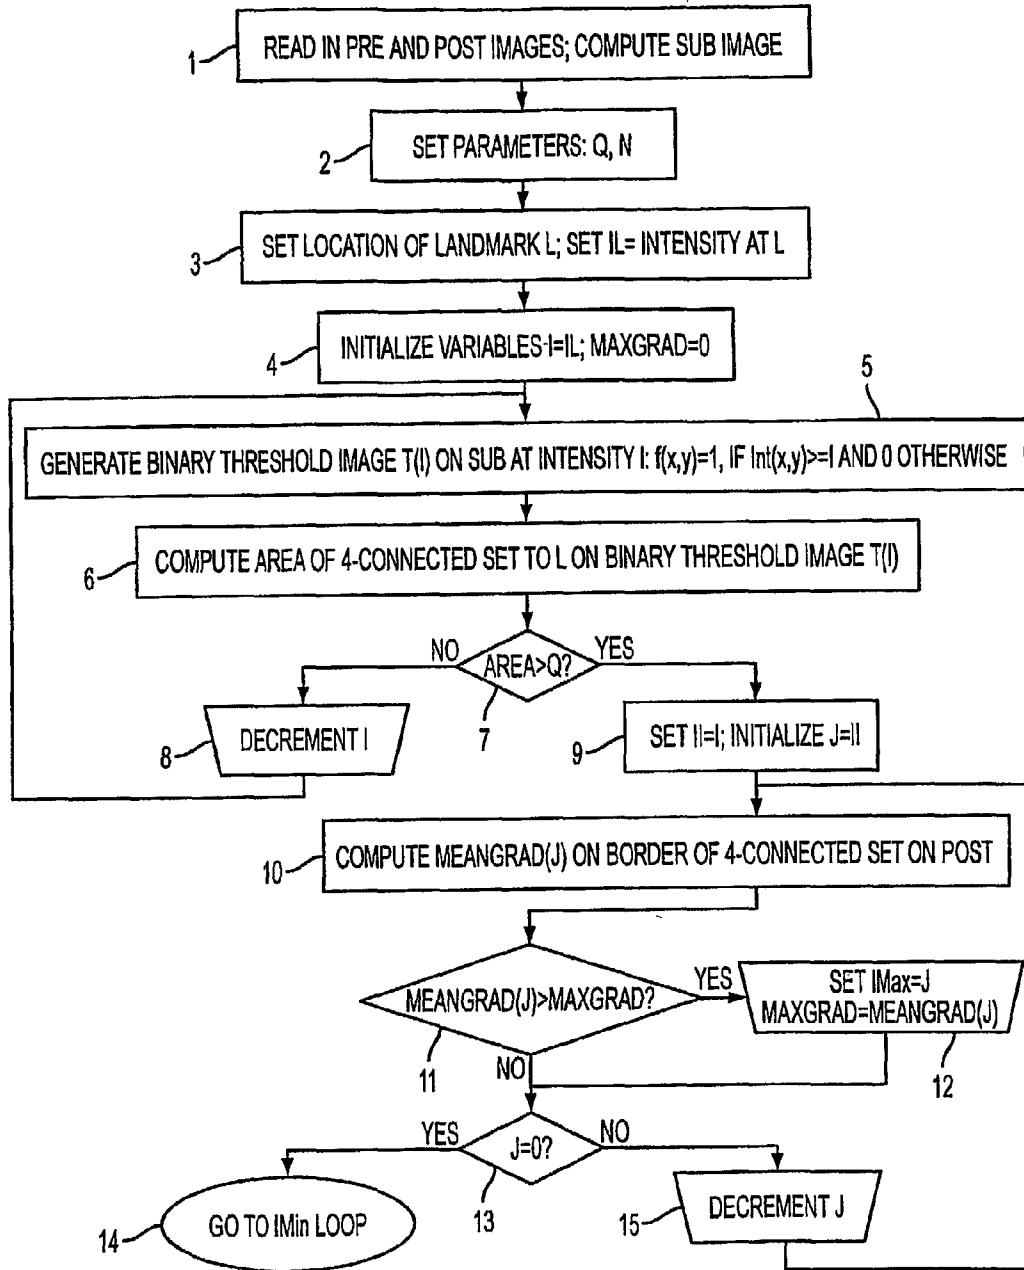 1 READ IN PRE AND POST IMAGES; COMPUTE SUB IMAGE
2 SET PARAMETERS: Q, N
3 SET LOCATION OF LANDMARK L; SET IL= INTENSITY AT L
4 INITIALIZE VARIABLES I=IL; MAXGRAD=0
5
GENERATE BINARY THRESHOLD IMAGE T(I) ON SUB AT INTENSITY I: f(x,y)=1, IF Int(x,y)>=I AND 0 OTHERWISE
6 COMPUTE AREA OF 4-CONNECTED SET TO L ON BINARY THRESHOLD IMAGE T(I)
NO AREA>Q? YES
7
8 DECREMENT I
9 SET II=I; INITIALIZE J=II
10 COMPUTE MEANGRAD(J) ON BORDER OF 4-CONNECTED SET ON POST
MEANGRAD(J)>MAXGRAD? YES
11
NO
SET IMax=J
MAXGRAD=MEANGRAD(J)
12
YES J=0? NO
13
14 GO TO IMin LOOP
15 DECREMENT J